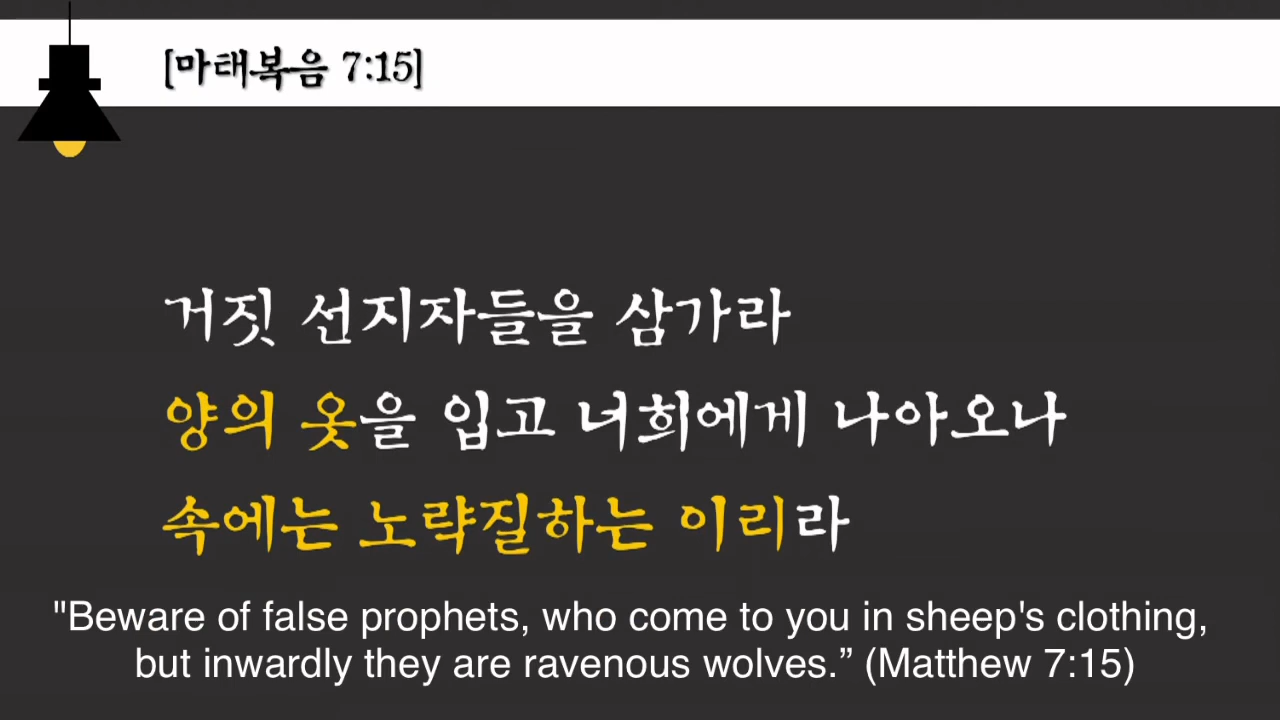 [마태복음 7:15]
거짓 선지자들을 삼가라
양의 옷을 입고 너희에게 나아오나
속에는 노략질하는 이리라
"Beware of false prophets, who come to you in sheep's clothing,
but inwardly they are ravenous wolves.” (Matthew 7:15)